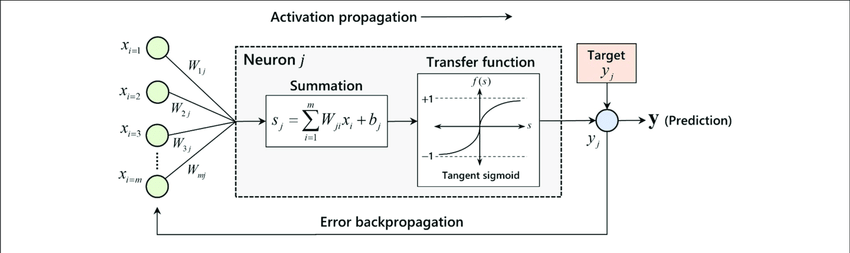 Activation propagation
x_{i=1}
W_{1j}
x_{i=2}
W_{2j}
x_{i=3}
W_{3j}
x_{i=m}
W_{mj}
Neuron j
Summation
s_j = \sum_{i=1}^{m} W_{ji} x_i + b_j
Transfer function
f(s)
+1
s
−1
Tangent sigmoid
Target
y_j
y_j
y (Prediction)
Error backpropagation